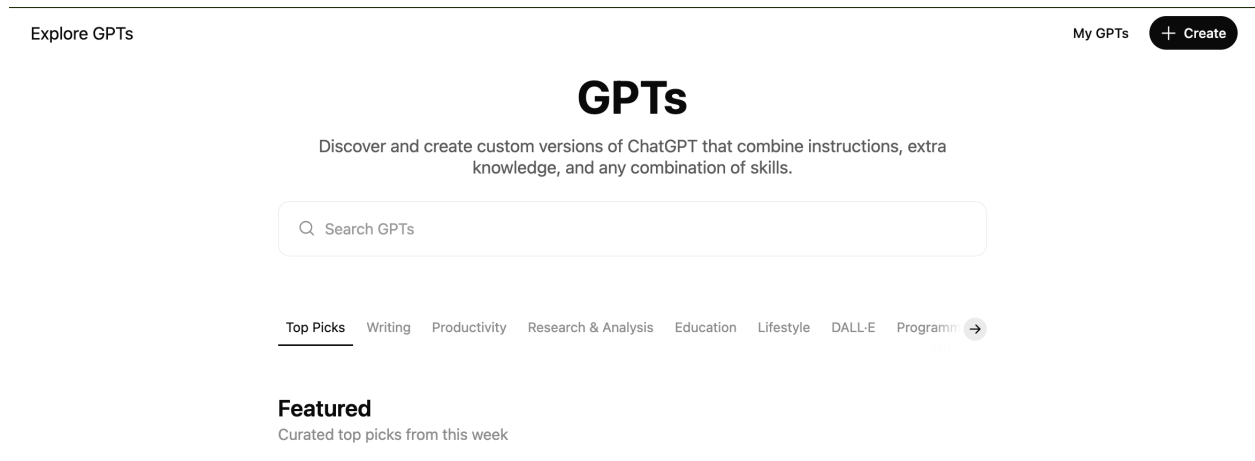 Explore GPTs
My GPTs
Create
GPTs
Discover and create custom versions of ChatGPT that combine instructions, extra
knowledge, and any combination of skills.
Search GPTs
Top Picks Writing Productivity Research & Analysis Education Lifestyle DALL·E Programm
Featured
Curated top picks from this week